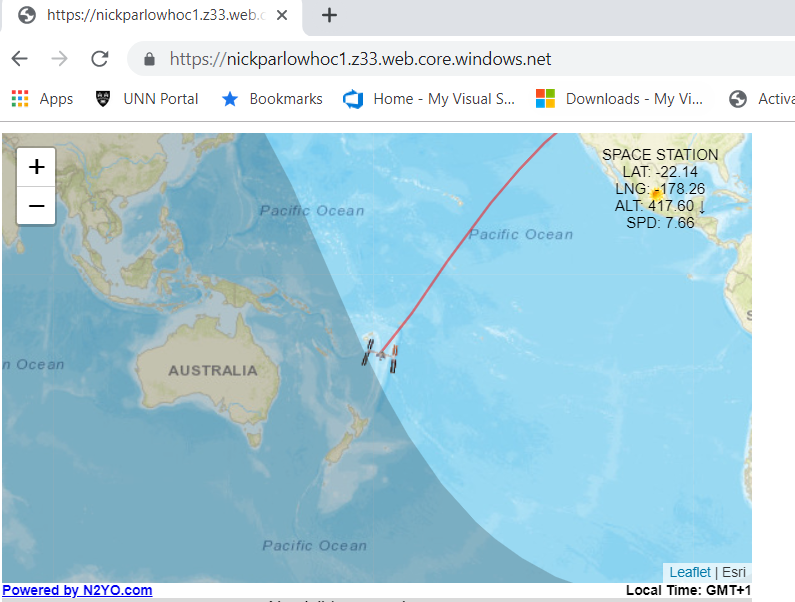 https://nickparlowhoc1.z33.web.c
https://nickparlowhoc1.z33.web.core.windows.net
Apps UNN Portal Bookmarks Home - My Visual S... Downloads - My Vi... Activa
+
−
SPACE STATION
LAT: -22.14
LNG: -178.26
ALT: 417.60 ↓
SPD: 7.66
Pacific Ocean
Pacific Ocean
n Ocean
AUSTRALIA
Pacific Ocean
Leaflet | Esri
Powered by N2YO.com
Local Time: GMT+1